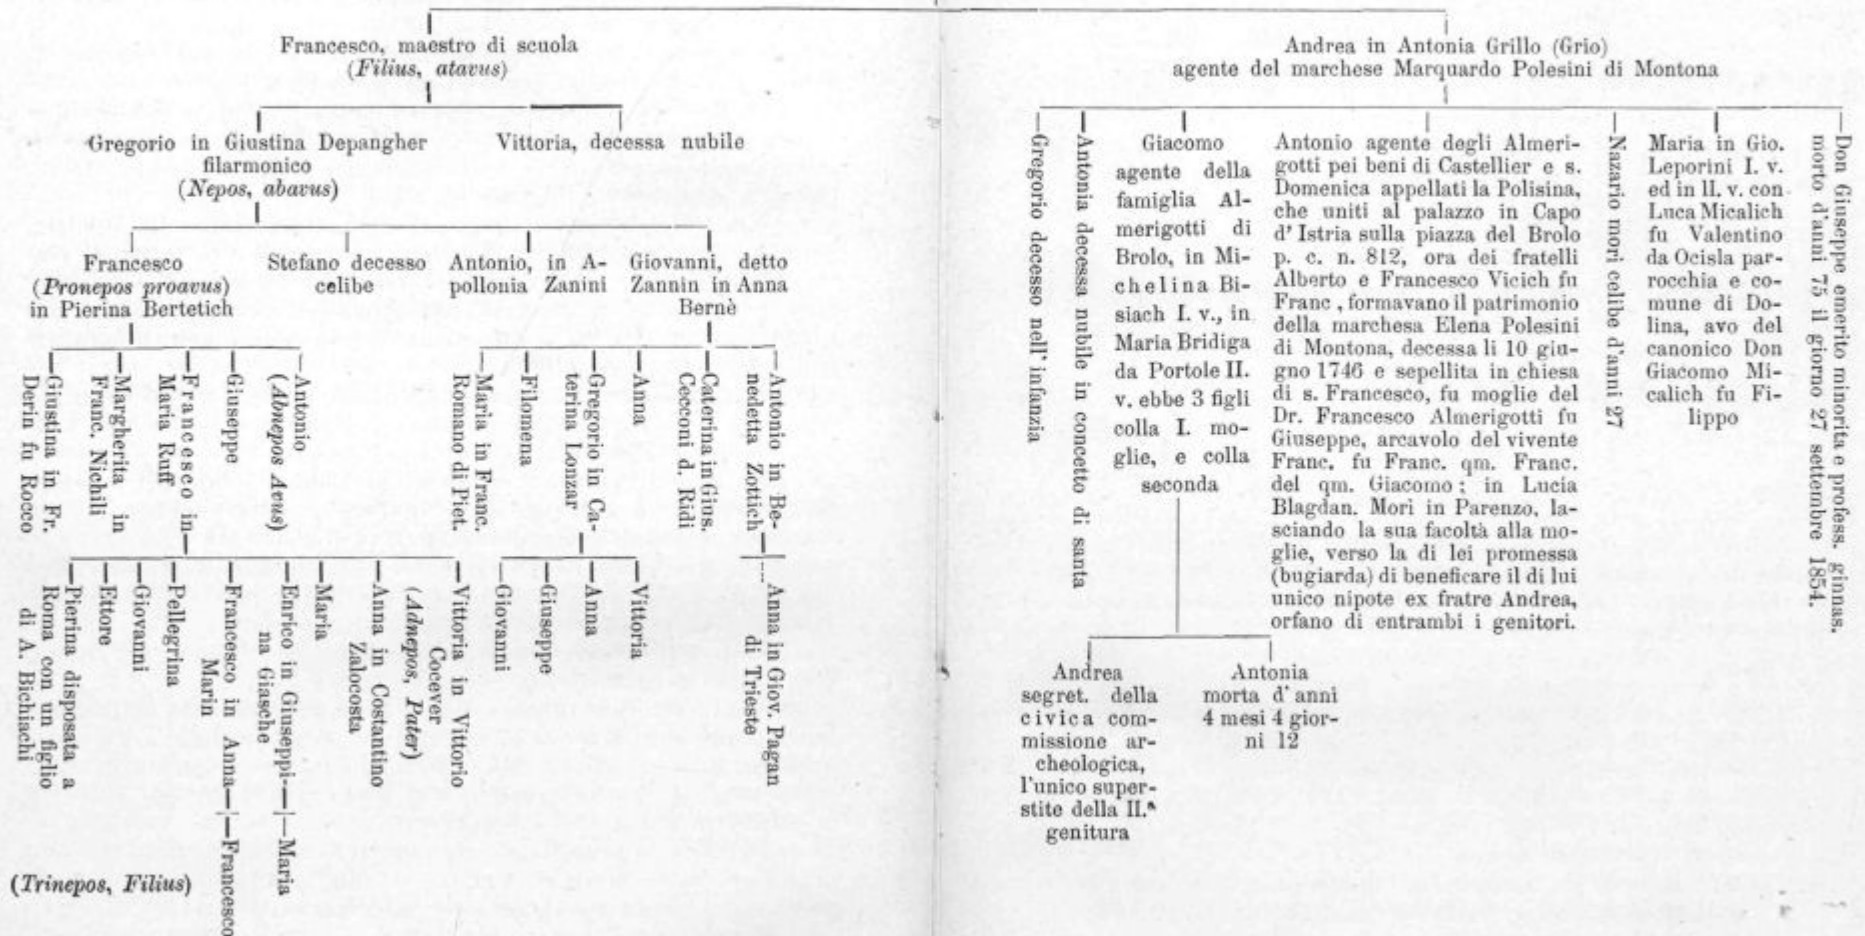 Francesco, maestro di scuola
(Filius, atavus)
Gregorio in Giustina Depangher
filarmonico
(Nepos, abavus)
Vittoria, decessa nubile
Francesco
(Pronepos proavus)
in Pierina Bertetich
Stefano decesso
celibe
Antonio, in A-
pollonia Zanini
Giovanni, detto
Zannin in Anna
Bernè
Giustina in Fr.
Derin fu Rocco
Margherita in
Franc. Nichili
Francesco in
Maria Ruff
Giuseppe
Antonio
(Abnepos Avus)
Maria in Franc.
Romano di Piet.
Filomena
Gregorio in Ca-
terina Lonzar
Anna
Caterina in Gius.
Cecconi d. Ridi
Antonio in Be-
nedetta Zottich
Pierina disposata a
Roma con un figlio
di A. Bichischi
Ettore
Giovanni
Pellegrina
Francesco in Anna
Marin
Francesco
Enrico in Giuseppi-
na Giasche
Maria
Maria
Anna in Costantino
Zalocosta
Vittoria in Vittorio
Cocever
(Adnepos, Pater)
Giovanni
Giuseppe
Anna
Vittoria
Anna in Giov. Pagan
di Trieste
(Trinepos, Filius)
Andrea in Antonia Grillo (Grio)
agente del marchese Marquardo Polesini di Montona
Gregorio decesso nell' infanzia
Antonia decessa nubile in concetto di santa
Giacomo
agente della
famiglia Al-
merigotti di
Brolo, in Mi-
chelina Bi-
siach I. v., in
Maria Bridiga
da Portole II.
v. ebbe 3 figli
colla I. mo-
glie, e colla
seconda
Antonio agente degli Almeri-
gotti pei beni di Castellier e s.
Domenica appellati la Polisina,
che uniti al palazzo in Capo
d' Istria sulla piazza del Brolo
p. c. n. 812, ora dei fratelli
Alberto e Francesco Vicich fu
Franc , formavano il patrimonio
della marchesa Elena Polesini
di Montona, decessa li 10 giu-
gno 1746 e sepellita in chiesa
di s. Francesco, fu moglie del
Dr. Francesco Almerigotti fu
Giuseppe, arcavolo del vivente
Franc. fu Franc. qm. Franc.
del qm. Giacomo ; in Lucia
Blagdan. Mori in Parenzo, la-
sciando la sua facoltà alla mo-
glie, verso la di lei promessa
(bugiarda) di beneficare il di lui
unico nipote ex fratre Andrea,
orfano di entrambi i genitori.
Nazario morì celibe d'anni 27
Maria in Gio.
Leporini I. v.
ed in II. v. con
Luca Micalich
fu Valentino
da Ocisla par-
rocchia e co-
mune di Do-
lina, avo del
canonico Don
Giacomo Mi-
calich fu Fi-
lippo
Don Giuseppe emerito minorita e profess. ginnas.
morto d'anni 75 il giorno 27 settembre 1854.
Andrea
segret. della
civica com-
missione ar-
cheologica,
l'unico super-
stite della II.ª
genitura
Antonia
morta d' anni
4 mesi 4 gior-
ni 12